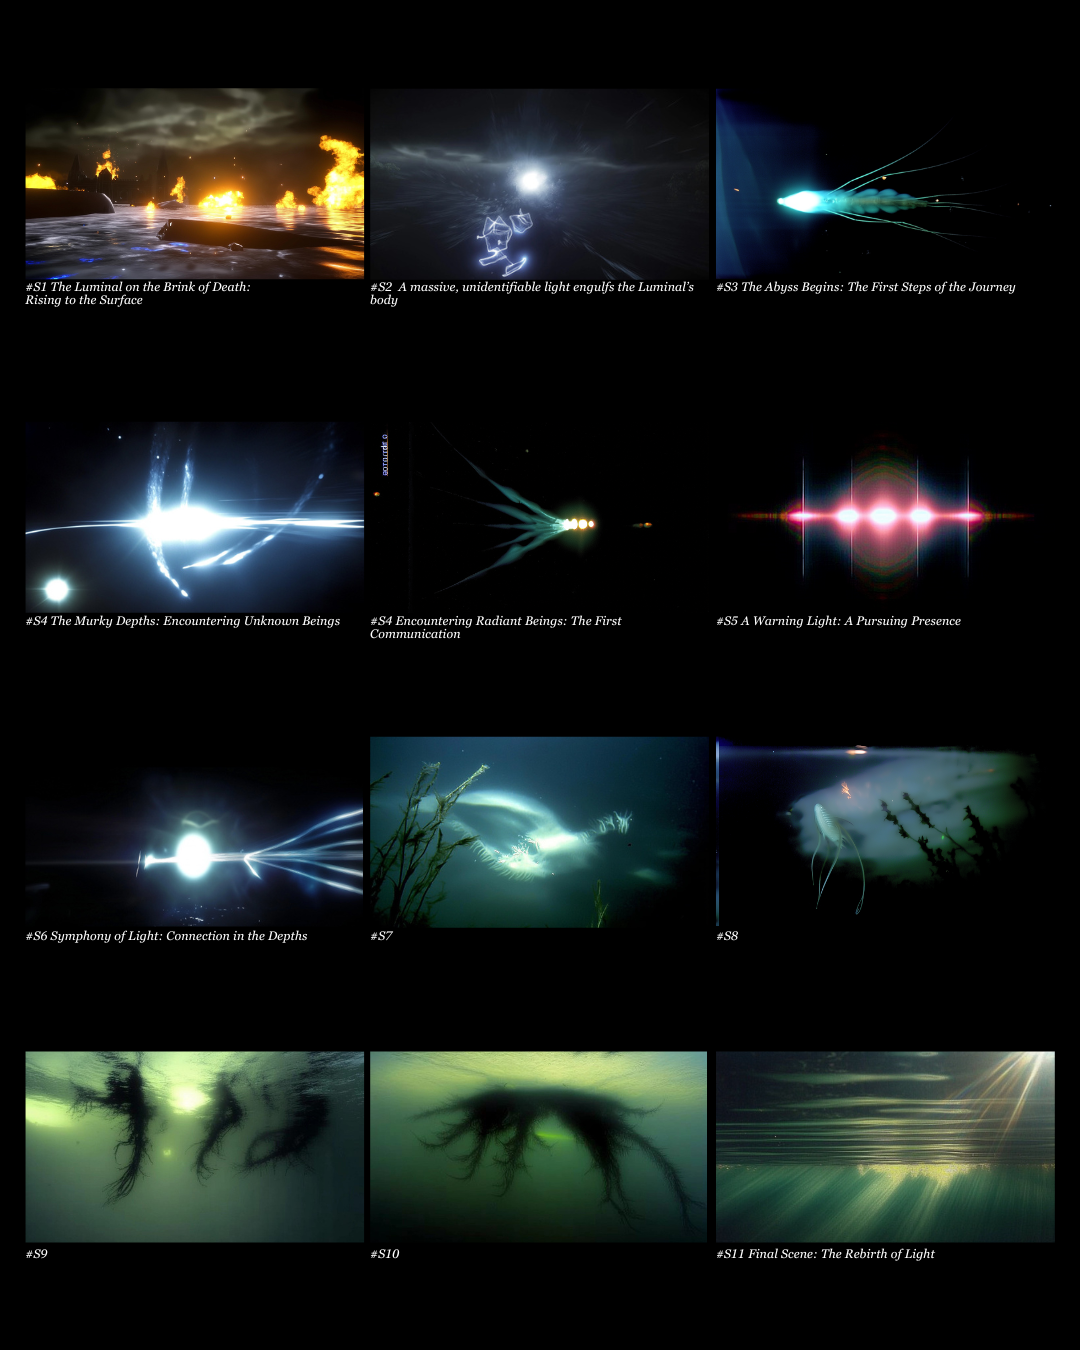 #S1 The Luminal on the Brink of Death:
Rising to the Surface
#S2 A massive, unidentifiable light engulfs the Luminal's
body
#S3 The Abyss Begins: The First Steps of the Journey
#S4 The Murky Depths: Encountering Unknown Beings
#S4 Encountering Radiant Beings: The First
Communication
#S5 A Warning Light: A Pursuing Presence
#S6 Symphony of Light: Connection in the Depths
#S7
#S8
#S9
#S10
#S11 Final Scene: The Rebirth of Light